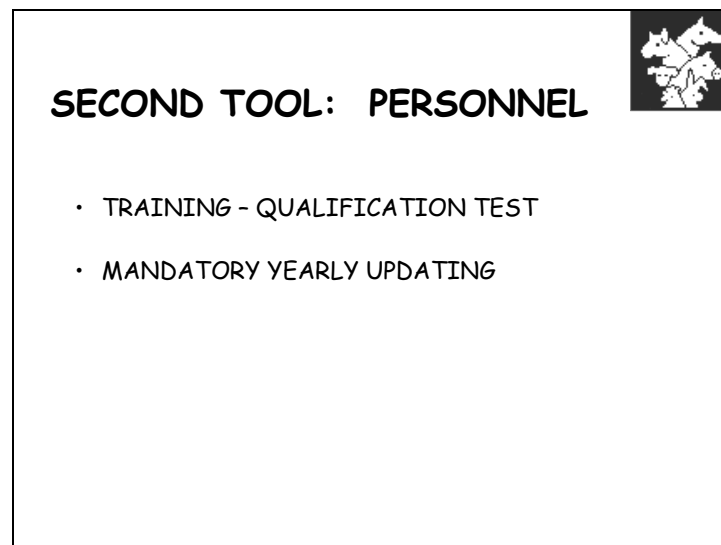 SECOND TOOL: PERSONNEL
• TRAINING – QUALIFICATION TEST
• MANDATORY YEARLY UPDATING